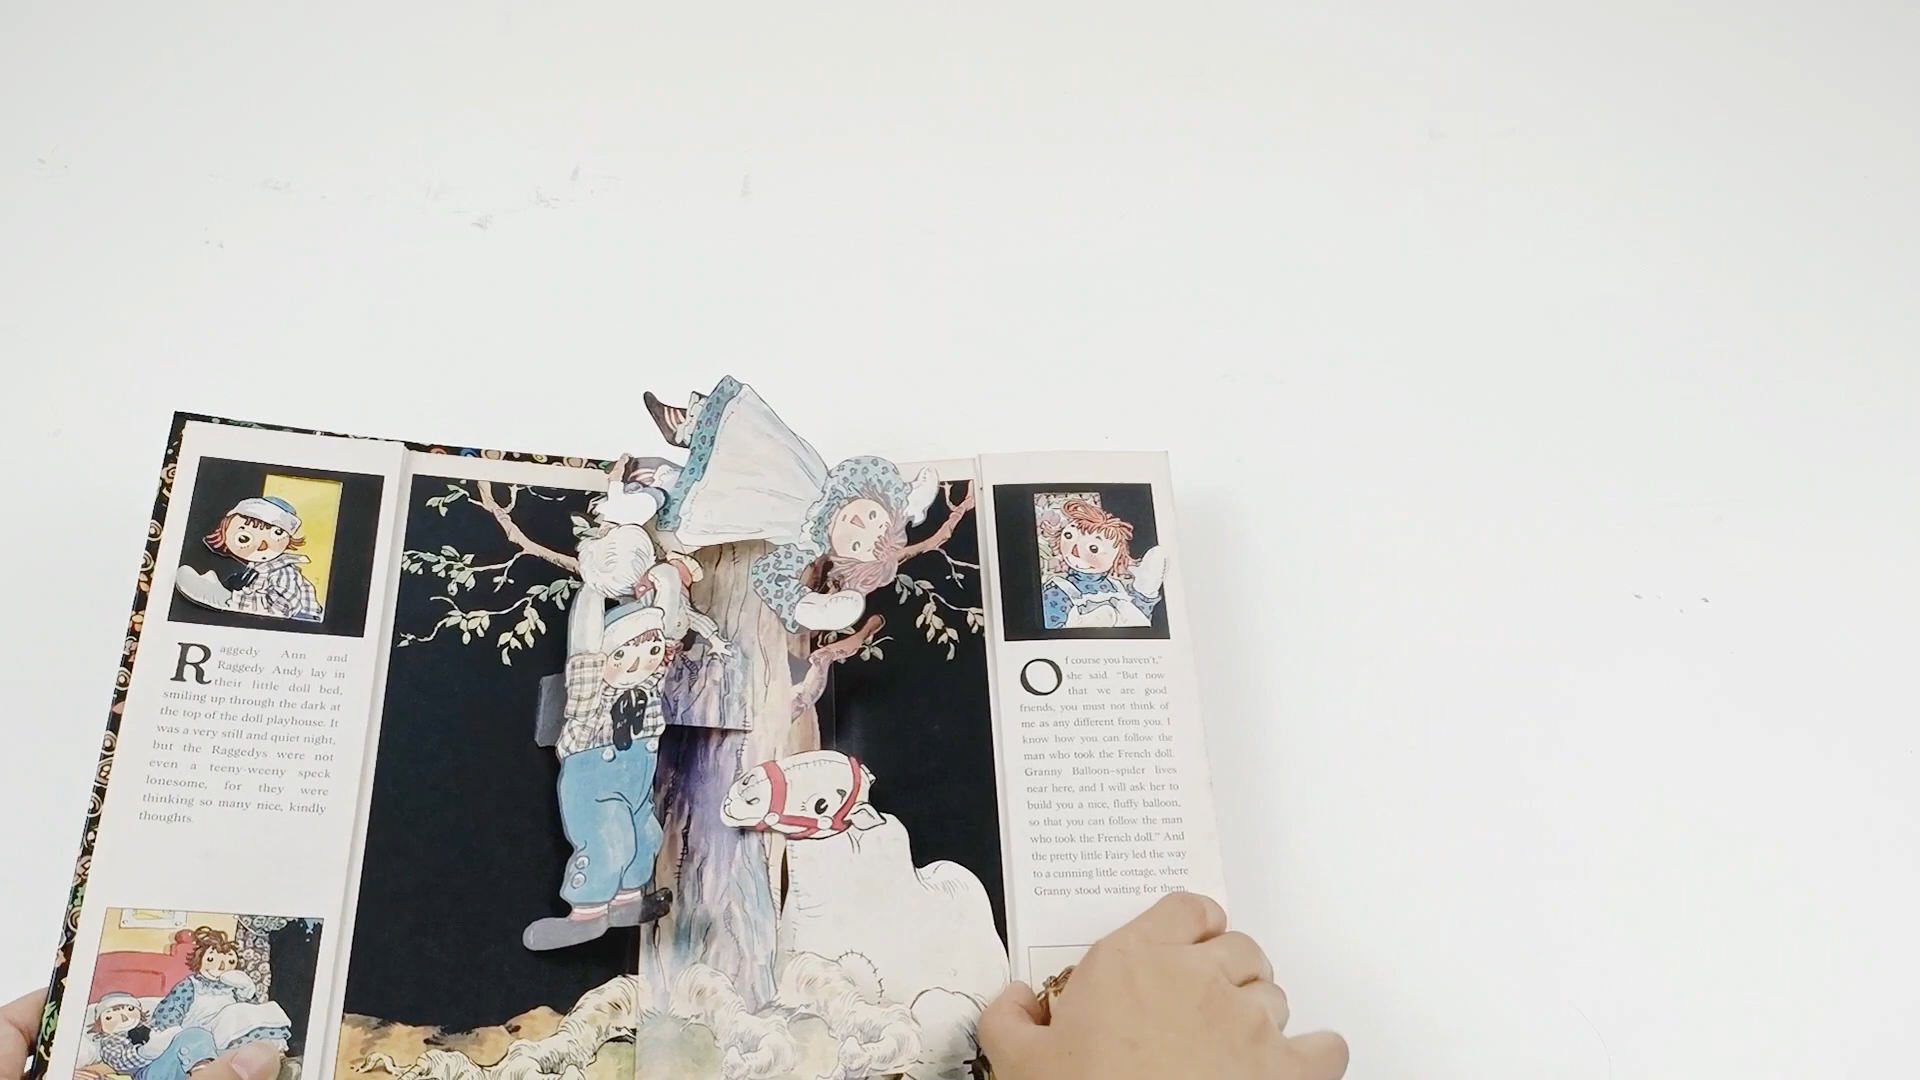 Raggedy Ann and
Raggedy Andy lay in
their little doll bed,
smiling up through the dark at
the top of the doll playhouse. It
was a very still and quiet night,
but the Raggedys were not
even a teeny-weeny speck
lonesome, for they were
thinking so many nice, kindly
thoughts.
Of course you haven't,"
she said "But now
that we are good
friends, you must not think of
me as any different from you. I
know how you can follow the
man who took the French doll.
Granny Balloon-spider lives
near here, and I will ask her to
build you a nice, fluffy balloon,
so that you can follow the man
who took the French doll." And
the pretty little Fairy led the way
to a cunning little cottage, where
Granny stood waiting for them.